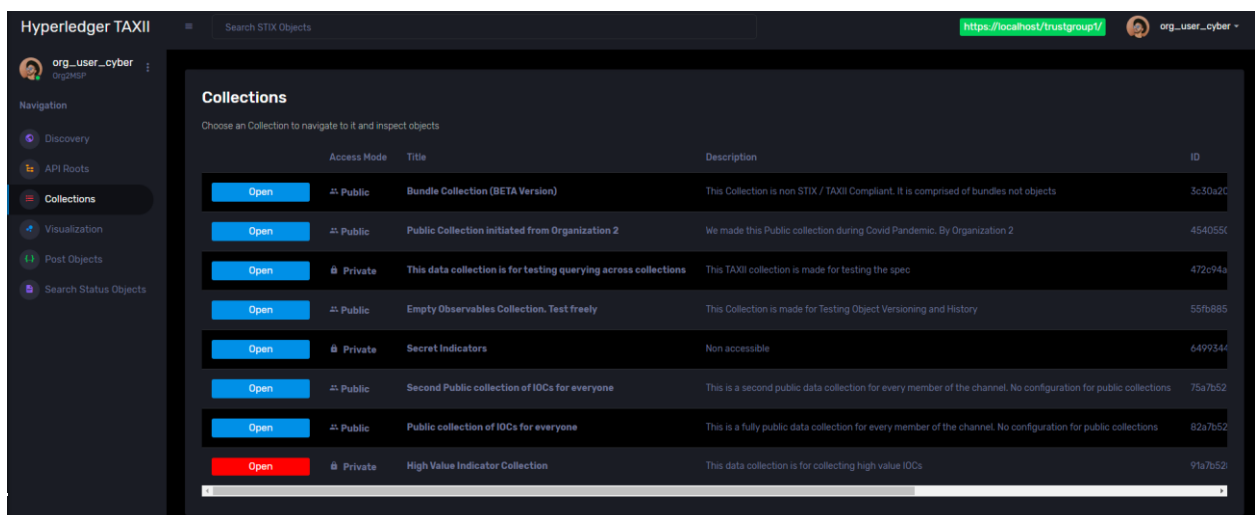 Hyperledger TAXII
Search STIX Objects
https://localhost/trustgroup1/
org_user_cyber
org_user_cyber
Org2MSP
Navigation
Discovery
API Roots
Collections
Visualization
Post Objects
Search Status Objects
Collections
Choose an Collection to navigate to it and inspect objects
Access Mode Title Description ID
Open Public Bundle Collection (BETA Version) This Collection is non STIX / TAXII Compliant. It is comprised of bundles not objects 3c30a2C
Open Public Public Collection initiated from Organization 2 We made this Public collection during Covid Pandemic. By Organization 2 4540550
Open Private This data collection is for testing querying across collections This TAXII collection is made for testing the spec 472c94a
Open Public Empty Observables Collection. Test freely This Collection is made for Testing Object Versioning and History 55fb885
Open Private Secret Indicators Non accessible 6499344
Open Public Second Public collection of IOCs for everyone This is a second public data collection for every member of the channel. No configuration for public collections 75a7b52
Open Public Public collection of IOCs for everyone This is a fully public data collection for every member of the channel. No configuration for public collections 82a7b52
Open Private High Value Indicator Collection This data collection is for collecting high value IOCs 91a7b528